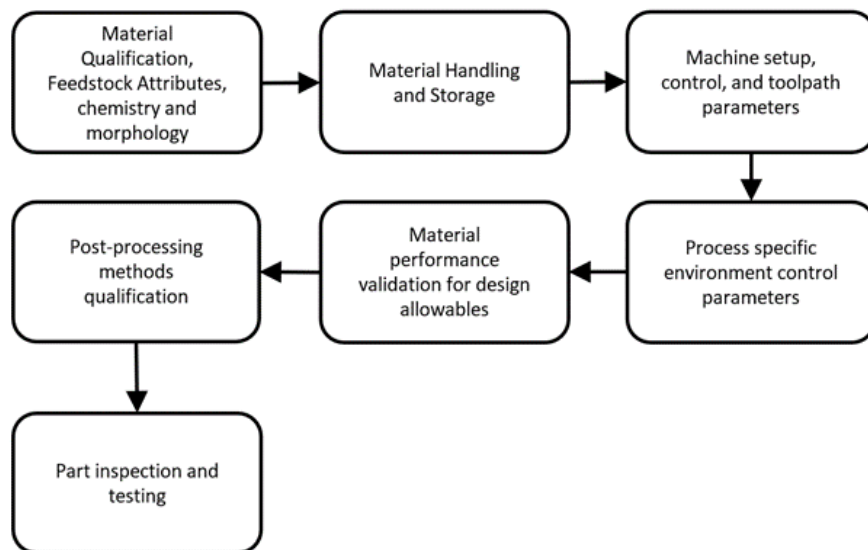 Material
Qualification,
Feedstock Attributes,
chemistry and
morphology
Material Handling
and Storage
Machine setup,
control, and toolpath
parameters
Process specific
environment control
parameters
Material
performance
validation for design
allowables
Post-processing
methods
qualification
Part inspection and
testing